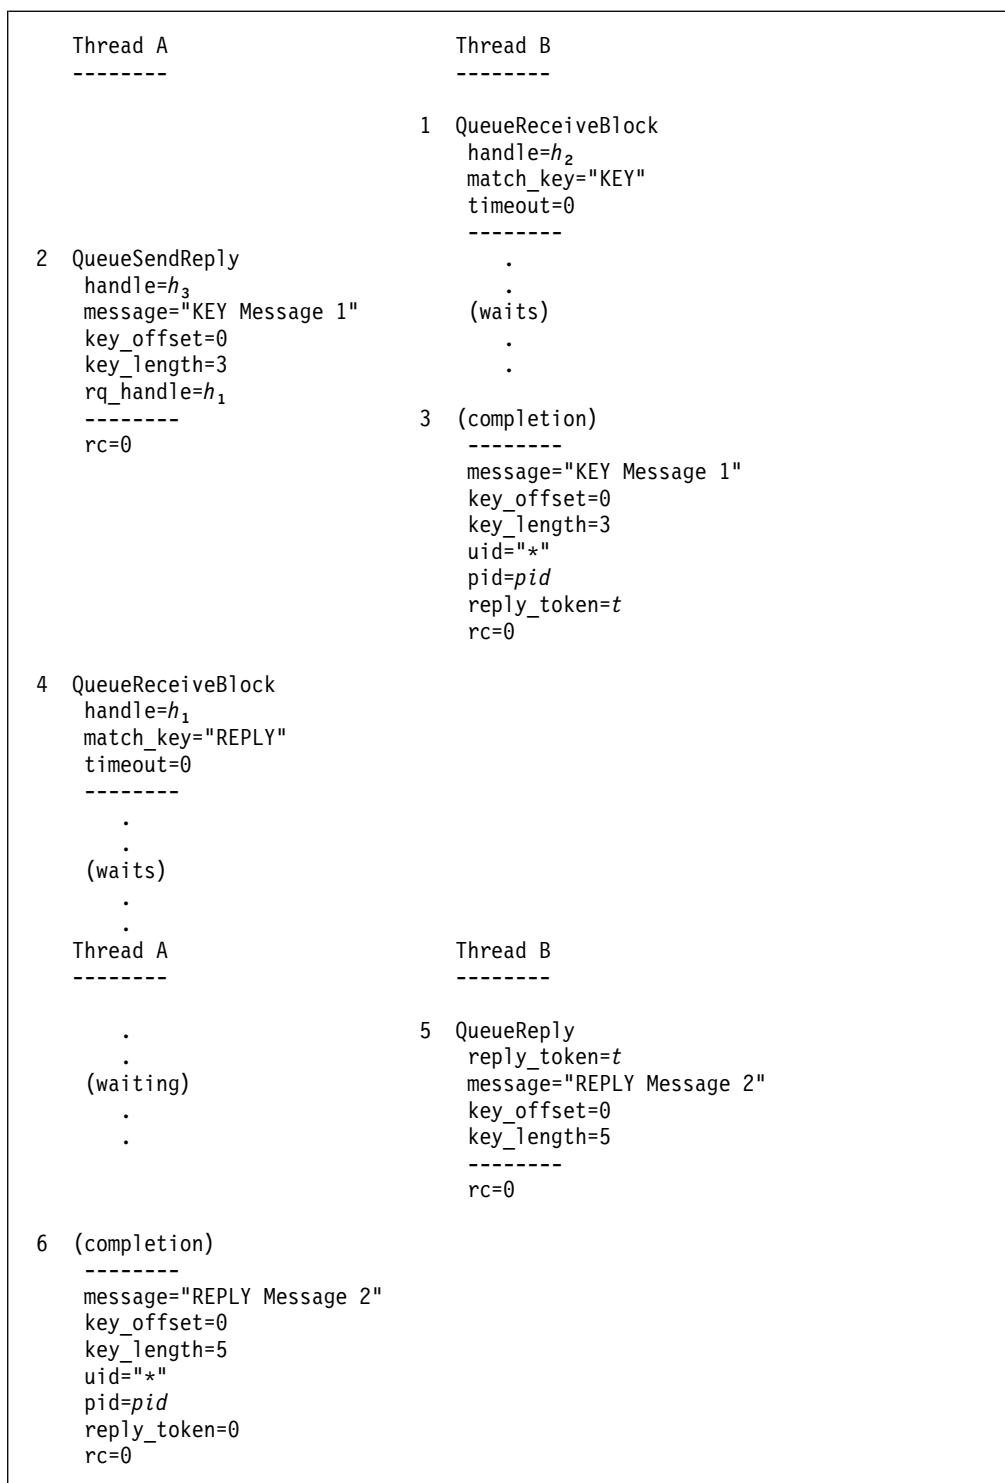 Thread A Thread B
-------- --------
1 QueueReceiveBlock
handle=h₂
match_key="KEY"
timeout=0
--------
2 QueueSendReply .
handle=h₃ .
message="KEY Message 1" (waits)
key_offset=0 .
key_length=3 .
rq_handle=h₁
-------- 3 (completion)
rc=0 --------
message="KEY Message 1"
key_offset=0
key_length=3
uid="*"
pid=pid
reply_token=t
rc=0
4 QueueReceiveBlock
handle=h₁
match_key="REPLY"
timeout=0
--------
.
.
(waits)
.
.
Thread A Thread B
-------- --------
. 5 QueueReply
. reply_token=t
(waiting) message="REPLY Message 2"
. key_offset=0
. key_length=5
--------
rc=0
6 (completion)
--------
message="REPLY Message 2"
key_offset=0
key_length=5
uid="*"
pid=pid
reply_token=0
rc=0